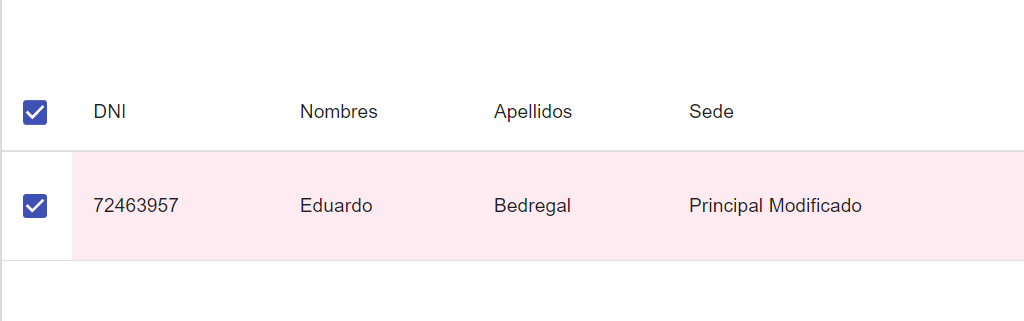 DNI Nombres Apellidos Sede
72463957 Eduardo Bedregal Principal Modificado